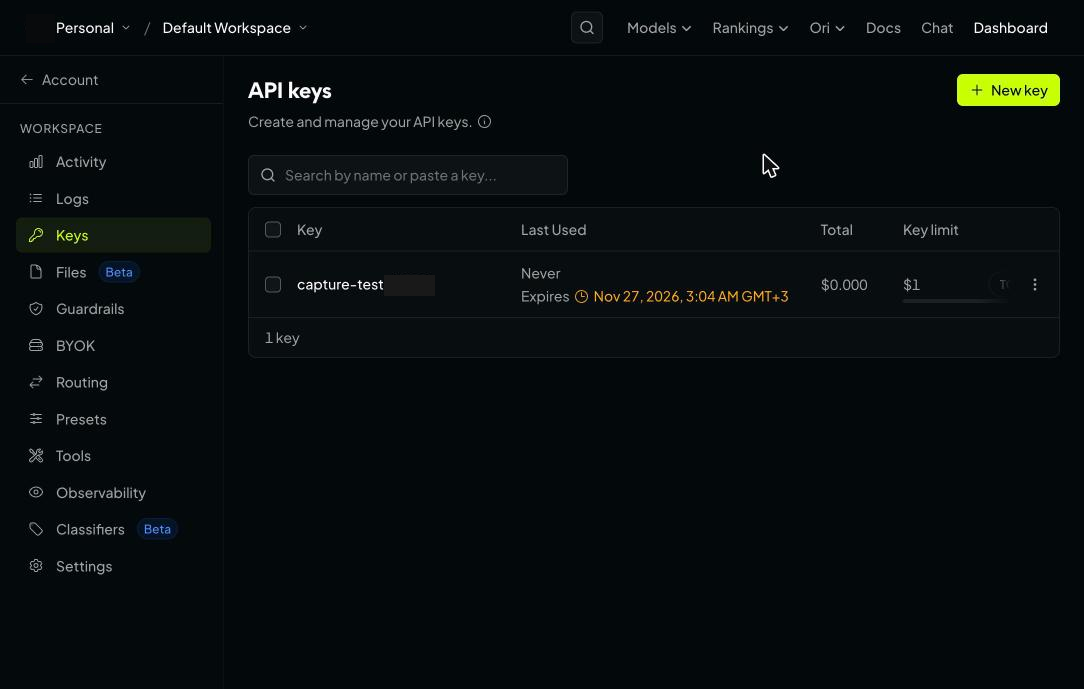 Personal / Default Workspace Models Rankings Ori Docs Chat Dashboard
Account
WORKSPACE
Activity
Logs
Keys
Files Beta
Guardrails
BYOK
Routing
Presets
Tools
Observability
Classifiers Beta
Settings
API keys
New key
Create and manage your API keys.
Search by name or paste a key...
Key Last Used Total Key limit
capture-test Never $0.000 $1
Expires Nov 27, 2026, 3:04 AM GMT+3
1 key